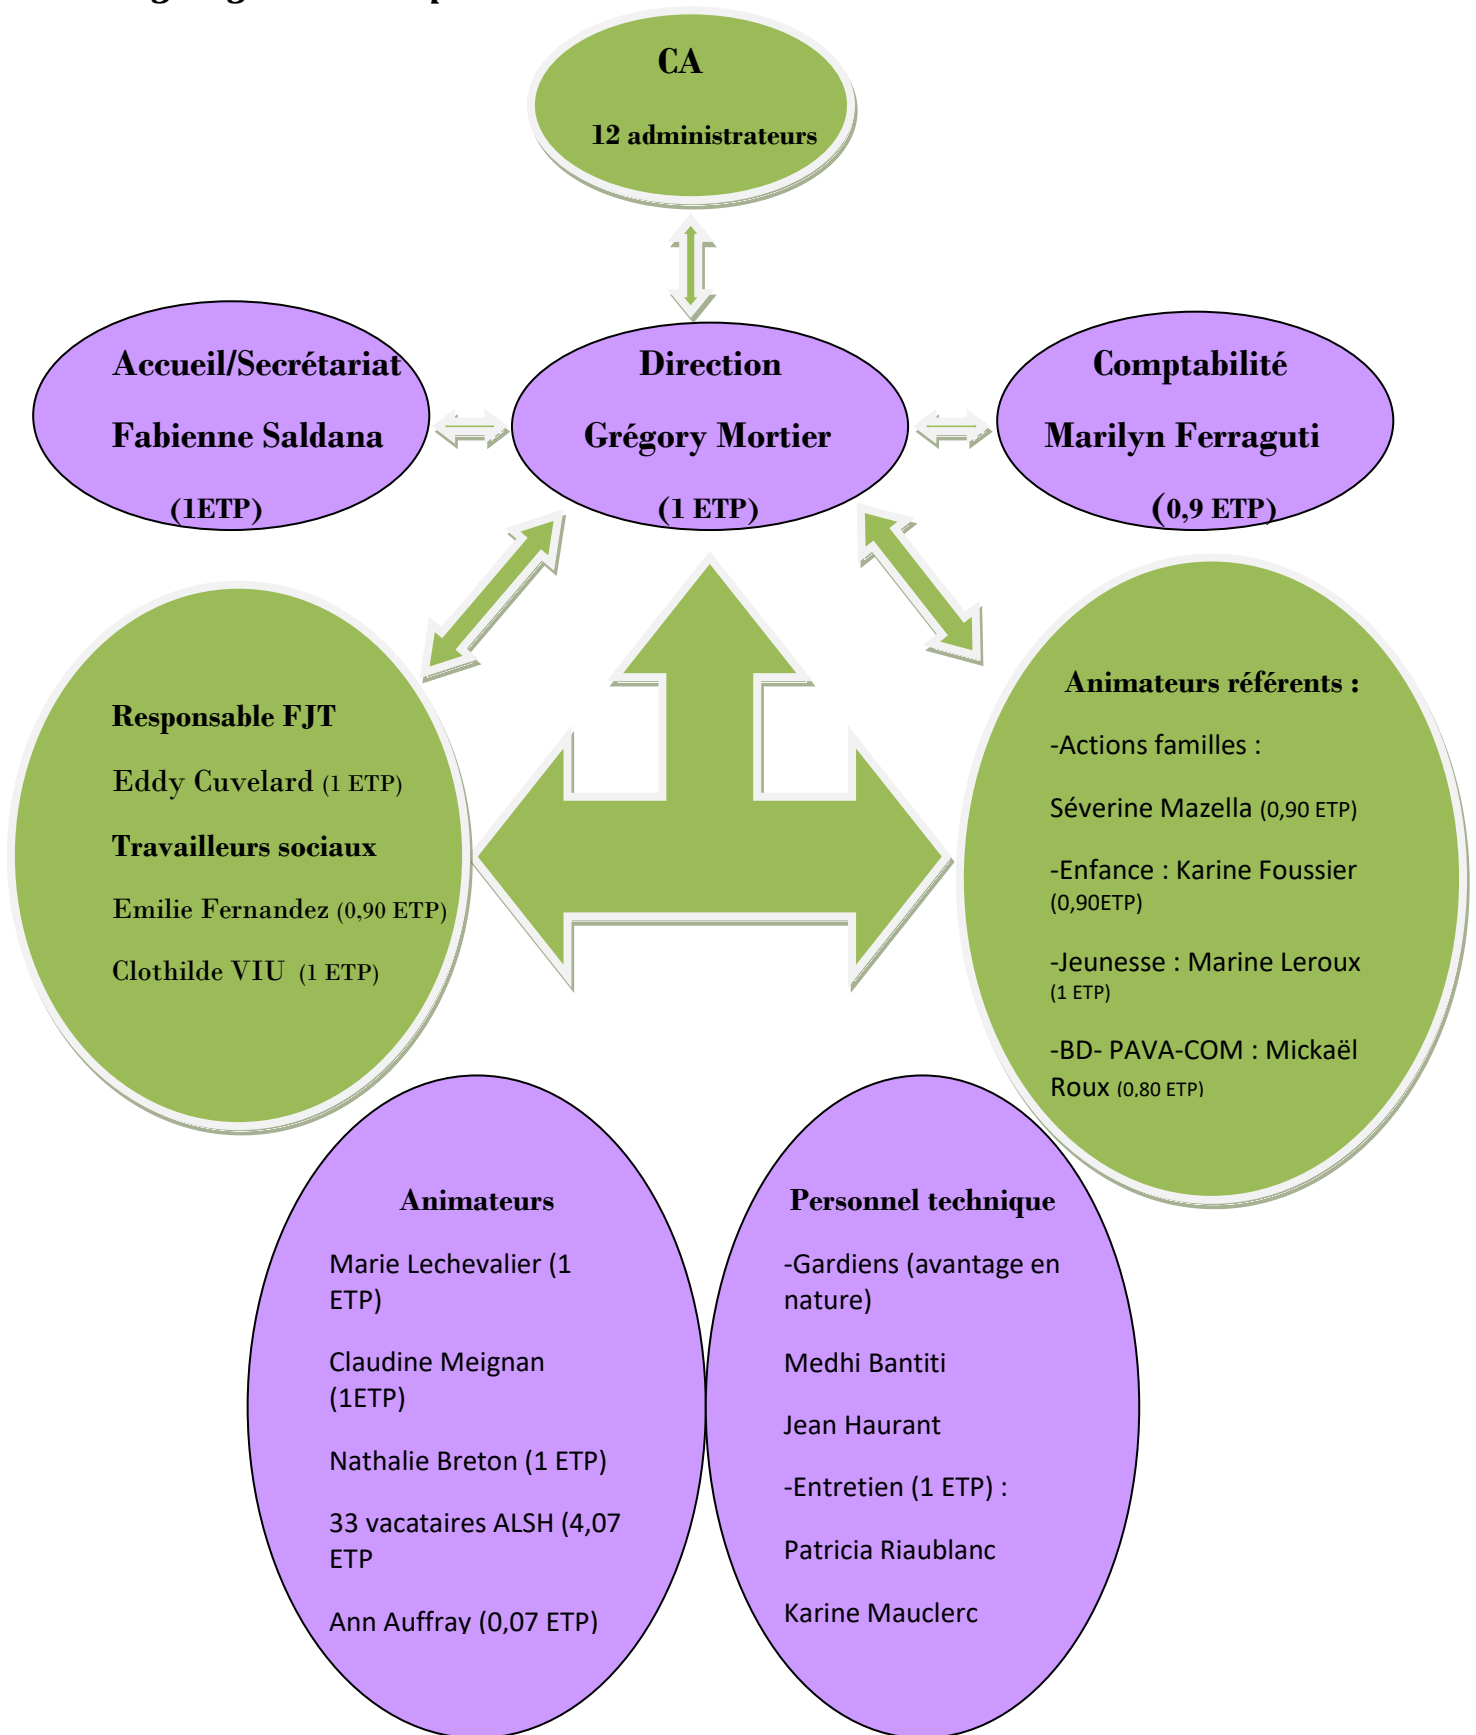 CA
12 administrateurs
Accueil/Secrétariat
Fabienne Saldana
(1ETP)
Direction
Grégory Mortier
(1 ETP)
Comptabilité
Marilyn Ferraguti
(0,9 ETP)
Responsable FJT
Eddy Cuvelard (1 ETP)
Travailleurs sociaux
Emilie Fernandez (0,90 ETP)
Clothilde VIU (1 ETP)
Animateurs référents :
-Actions familles :
Séverine Mazella (0,90 ETP)
-Enfance : Karine Foussier
(0,90ETP)
-Jeunesse : Marine Leroux
(1 ETP)
-BD- PAVA-COM : Mickaël
Roux (0,80 ETP)
Animateurs
Marie Lechevalier (1
ETP)
Claudine Meignan
(1ETP)
Nathalie Breton (1 ETP)
33 vacataires ALSH (4,07
ETP
Ann Auffray (0,07 ETP)
Personnel technique
-Gardiens (avantage en
nature)
Medhi Bantiti
Jean Haurant
-Entretien (1 ETP) :
Patricia Riaublanc
Karine Mauclerc